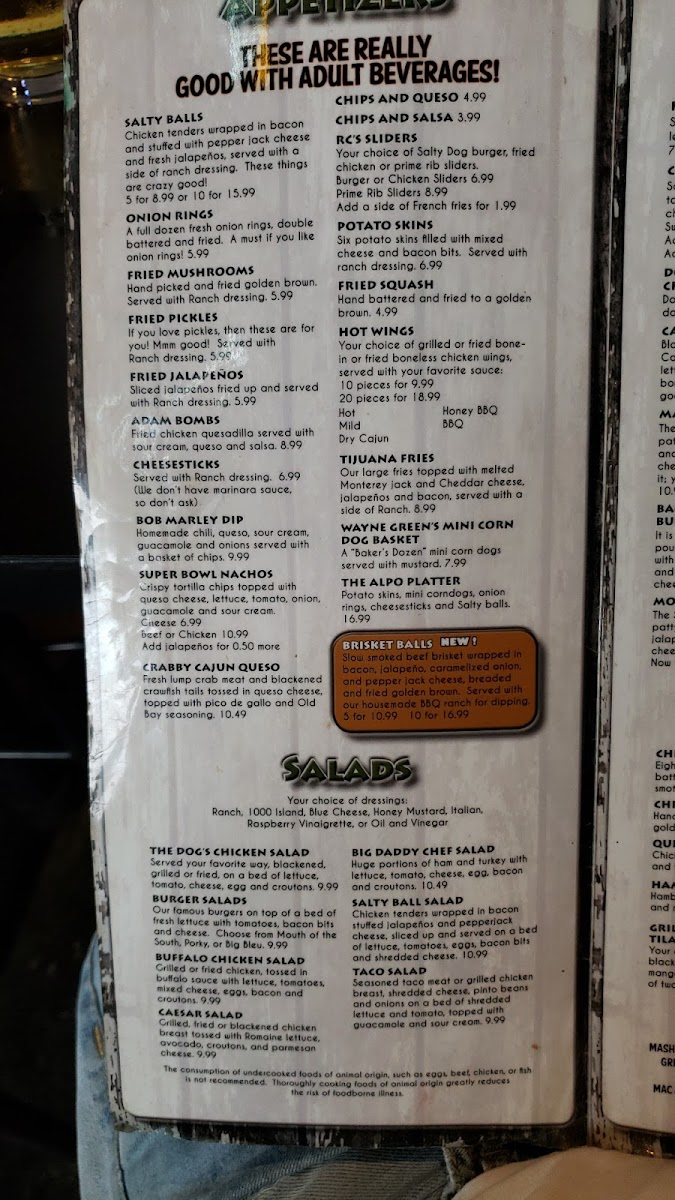 APPETIZERS
THESE ARE REALLY
GOOD WITH ADULT BEVERAGES!
SALTY BALLS
Chicken tenders wrapped in bacon
and stuffed with pepper jack cheese
and fresh jalapeños, served with a
side of ranch dressing. These things
are crazy good!
5 for 8.99 or 10 for 15.99
ONION RINGS
A full dozen fresh onion rings, double
battered and fried. A must if you like
onion rings! 5.99
FRIED MUSHROOMS
Hand picked and fried golden brown.
Served with Ranch dressing. 5.99
FRIED PICKLES
If you love pickles, then these are for
you! Mmm good! Served with
Ranch dressing. 5.99
FRIED JALAPEÑOS
Sliced jalapeños fried up and served
with Ranch dressing. 5.99
ADAM BOMBS
Fried chicken quesadilla served with
sour cream, queso and salsa. 8.99
CHEESESTICKS
Served with Ranch dressing. 6.99
(We don't have marinara sauce,
so don't ask)
BOB MARLEY DIP
Homemade chili, queso, sour cream,
guacamole and onions served with
a basket of chips. 9.99
SUPER BOWL NACHOS
Crispy tortilla chips topped with
queso cheese, lettuce, tomato, onion,
guacamole and sour cream.
Cheese 6.99
Beef or Chicken 10.99
Add jalapeños for 0.50 more
CRABBY CAJUN QUESO
Fresh lump crab meat and blackened
crawfish tails tossed in queso cheese,
topped with pico de gallo and Old
Bay seasoning. 10.49
CHIPS AND QUESO 4.99
CHIPS AND SALSA 3.99
RC'S SLIDERS
Your choice of Salty Dog burger, fried
chicken or prime rib sliders.
Burger or Chicken Sliders 6.99
Prime Rib Sliders 8.99
Add a side of French fries for 1.99
POTATO SKINS
Six potato skins filled with mixed
cheese and bacon bits. Served with
ranch dressing. 6.99
FRIED SQUASH
Hand battered and fried to a golden
brown. 4.99
HOT WINGS
Your choice of grilled or fried bone-
in or fried boneless chicken wings,
served with your favorite sauce:
10 pieces for 9.99
20 pieces for 18.99
Hot Honey BBQ
Mild BBQ
Dry Cajun
TIJUANA FRIES
Our large fries topped with melted
Monterey jack and Cheddar cheese,
jalapeños and bacon, served with a
side of Ranch. 8.99
WAYNE GREEN'S MINI CORN
DOG BASKET
A "Baker's Dozen" mini corn dogs
served with mustard. 7.99
THE ALPO PLATTER
Potato skins, mini corndogs, onion
rings, cheesesticks and Salty balls.
16.99
BRISKET BALLS NEW!
Slow smoked beef brisket wrapped in
bacon, jalapeño, caramelized onion,
and pepper jack cheese, breaded
and fried golden brown. Served with
our housemade BBQ ranch for dipping.
5 for 10.99 10 for 16.99
SALADS
Your choice of dressings:
Ranch, 1000 Island, Blue Cheese, Honey Mustard, Italian,
Raspberry Vinaigrette, or Oil and Vinegar
THE DOG'S CHICKEN SALAD
Served your favorite way, blackened,
grilled or fried, on a bed of lettuce,
tomato, cheese, egg and croutons. 9.99
BURGER SALADS
Our famous burgers on top of a bed of
fresh lettuce with tomatoes, bacon bits
and cheese. Choose from Mouth of the
South, Porky, or Big Bleu. 9.99
BUFFALO CHICKEN SALAD
Grilled or fried chicken, tossed in
buffalo sauce with lettuce, tomatoes,
mixed cheese, eggs, bacon and
croutons. 9.99
CAESAR SALAD
Grilled, fried or blackened chicken
breast tossed with Romaine lettuce,
avocado, croutons, and parmesan
cheese. 9.99
BIG DADDY CHEF SALAD
Huge portions of ham and turkey with
lettuce, tomato, cheese, egg, bacon
and croutons. 10.49
SALTY BALL SALAD
Chicken tenders wrapped in bacon
stuffed jalapeños and pepperjack
cheese, sliced up and served on a bed
of lettuce, tomatoes, eggs, bacon bits
and shredded cheese. 10.99
TACO SALAD
Seasoned taco meat or grilled chicken
breast, shredded cheese, pinto beans
and onions on a bed of shredded
lettuce and tomato, topped with
guacamole and sour cream. 9.99
The consumption of undercooked foods of animal origin, such as eggs, beef, chicken, or fish
is not recommended. Thoroughly cooking foods of animal origin greatly reduces
the risk of foodborne illness.